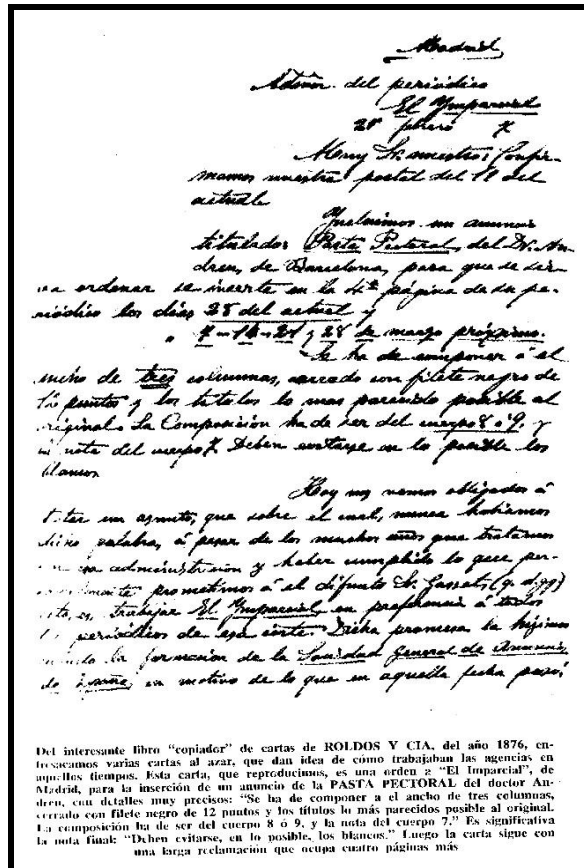 Madrid
Admor. del periódico
El Imparcial
28 febrero 7
Muy Sr. nuestro: Confir-
mamos nuestra postal del 18 del
actual.
Incluimos un anuncio
titulado: Pasta Pectoral, del Dr. An-
dreu, de Barcelona, para que se sir-
va ordenar se inserte en la 4ª página de su pe-
riódico los días 28 del actual y
7-14-21 y 28 de marzo próximo.
Se ha de componer á el
ancho de tres columnas, cerrado con filete negro de
12 puntos y los títulos lo mas parecido posible al
original. La Composición ha de ser del cuerpo 8 ó 9, y
la nota del cuerpo 7. Deben evitarse en lo posible los
blancos.
Hoy nos vemos obligados á
tratar un asunto, que sobre el cual, nunca habíamos
dicho palabra, á pesar de los muchos años que tratamos
con esa administracion y haber cumplido lo que
prometimos á el difunto Sr. Gasset, (q. d. g. g)
esto es, trabajar El Imparcial en preferencia á todos
los periódicos de esa corte. Dicha promesa la hicimos
cuando la formacion de la Sociedad General de Anuncios
de España, con motivo de lo que en aquella fecha pasó;
Del interesante libro "copiador" de cartas de ROLDOS Y CIA, del año 1876, en-
tresacamos varias cartas al azar, que dan idea de cómo trabajaban las agencias en
aquellos tiempos. Esta carta, que reproducimos, es una orden a "El Imparcial", de
Madrid, para la inserción de un anuncio de la PASTA PECTORAL del doctor An-
dreu, con detalles muy precisos: "Se ha de componer a el ancho de tres columnas,
cerrado con filete negro de 12 puntos y los títulos lo más parecidos posible al original.
La composición ha de ser del cuerpo 8 ó 9, y la nota del cuerpo 7." Es significativa
la nota final: "Deben evitarse, en lo posible, los blancos." Luego la carta sigue con
una larga reclamación que ocupa cuatro páginas más